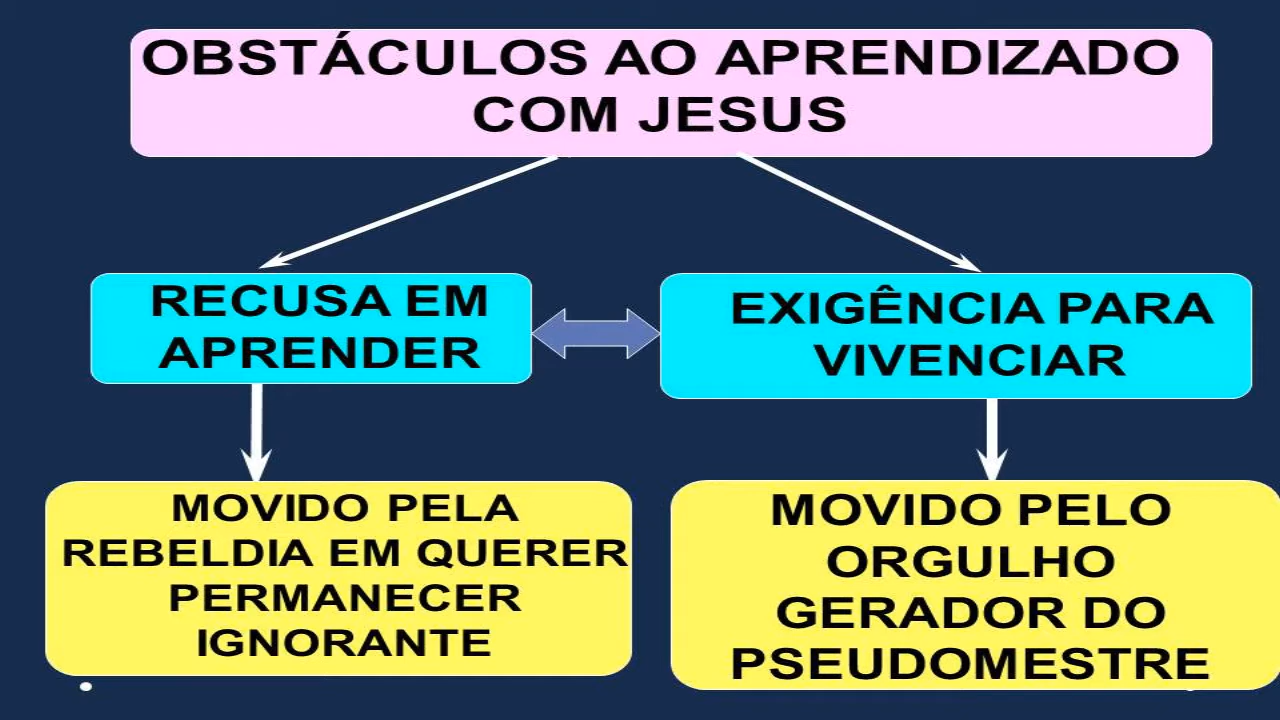 OBSTÁCULOS AO APRENDIZADO
COM JESUS
RECUSA EM
APRENDER
EXIGÊNCIA PARA
VIVENCIAR
MOVIDO PELA
REBELDIA EM QUERER
PERMANECER
IGNORANTE
MOVIDO PELO
ORGULHO
GERADOR DO
PSEUDOMESTRE